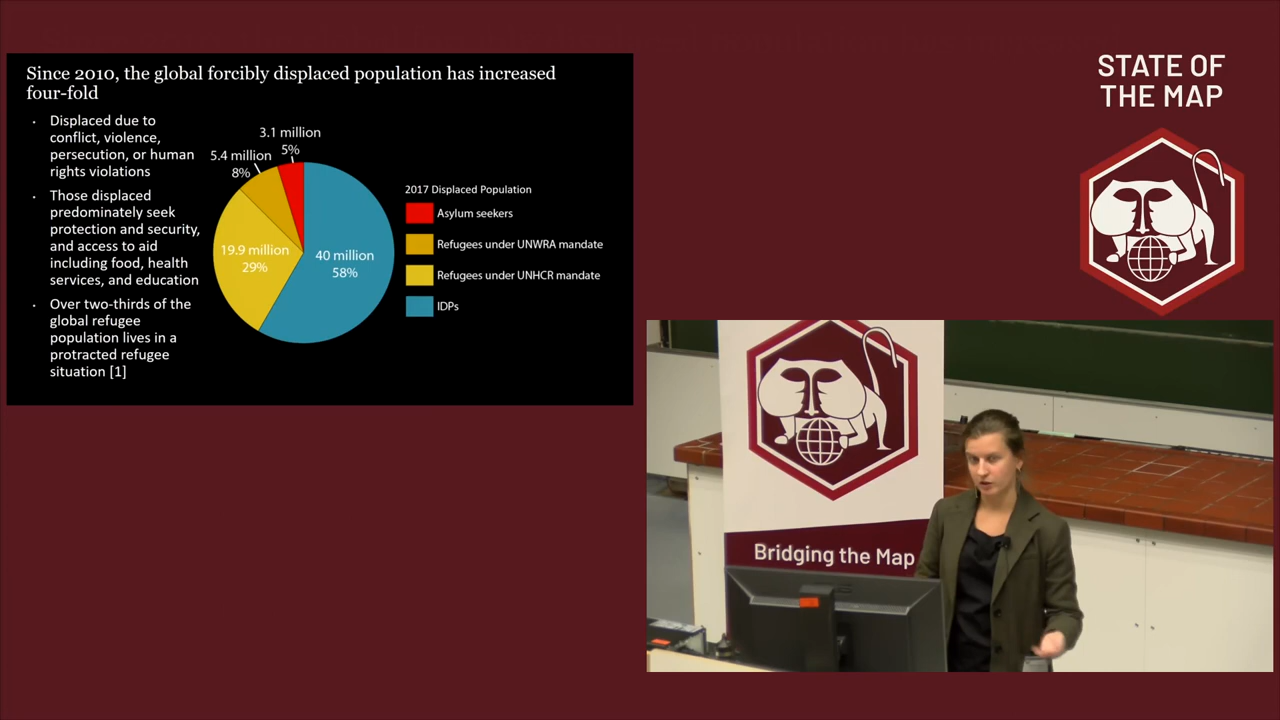 Since 2010, the global forcibly displaced population has increased
four-fold
• Displaced due to
conflict, violence,
persecution, or human
rights violations
• Those displaced
predominately seek
protection and security,
and access to aid
including food, health
services, and education
• Over two-thirds of the
global refugee
population lives in a
protracted refugee
situation [1]
3.1 million
5%
5.4 million
8%
19.9 million
29%
40 million
58%
2017 Displaced Population
Asylum seekers
Refugees under UNWRA mandate
Refugees under UNHCR mandate
IDPs
STATE OF
THE MAP
Bridging the Map